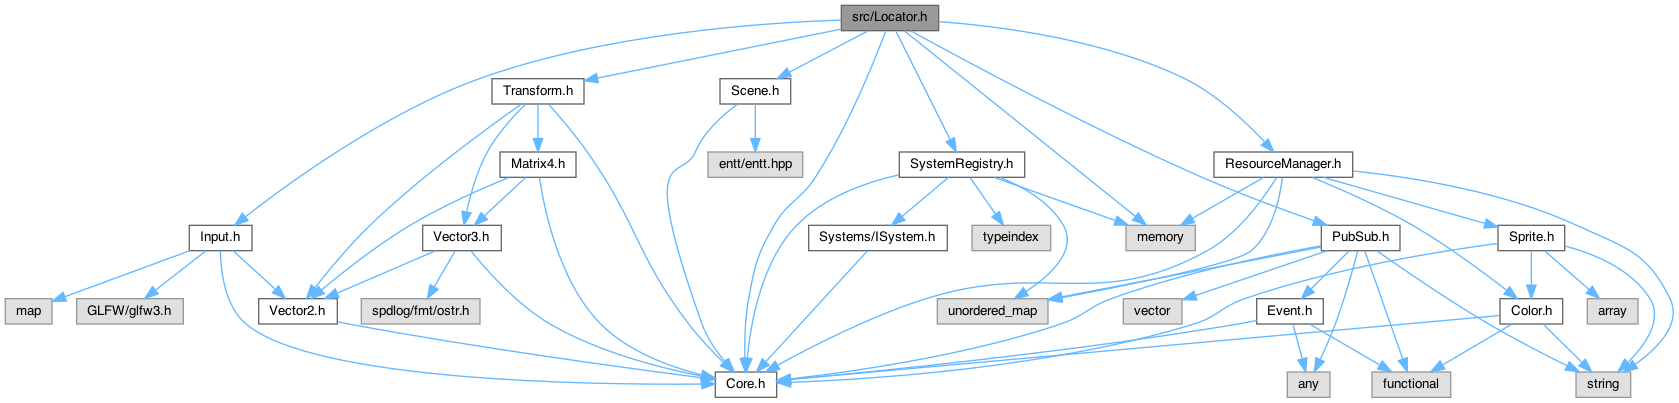 src/Locator.h
Transform.h
Scene.h
Matrix4.h
entt/entt.hpp
SystemRegistry.h
ResourceManager.h
Input.h
Vector3.h
Systems/ISystem.h
typeindex
memory
PubSub.h
Sprite.h
map
GLFW/glfw3.h
Vector2.h
spdlog/fmt/ostr.h
unordered_map
vector
Event.h
Color.h
array
Core.h
any
functional
string